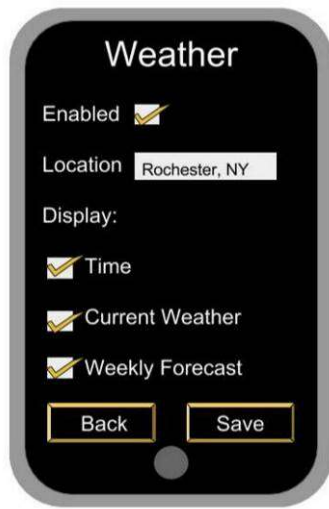 Weather
Enabled
Location Rochester, NY
Display:
Time
Current Weather
Weekly Forecast
Back Save